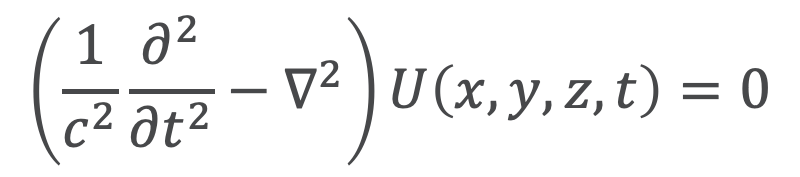 (1/c² ∂²/∂t² − ∇²) U(x, y, z, t) = 0